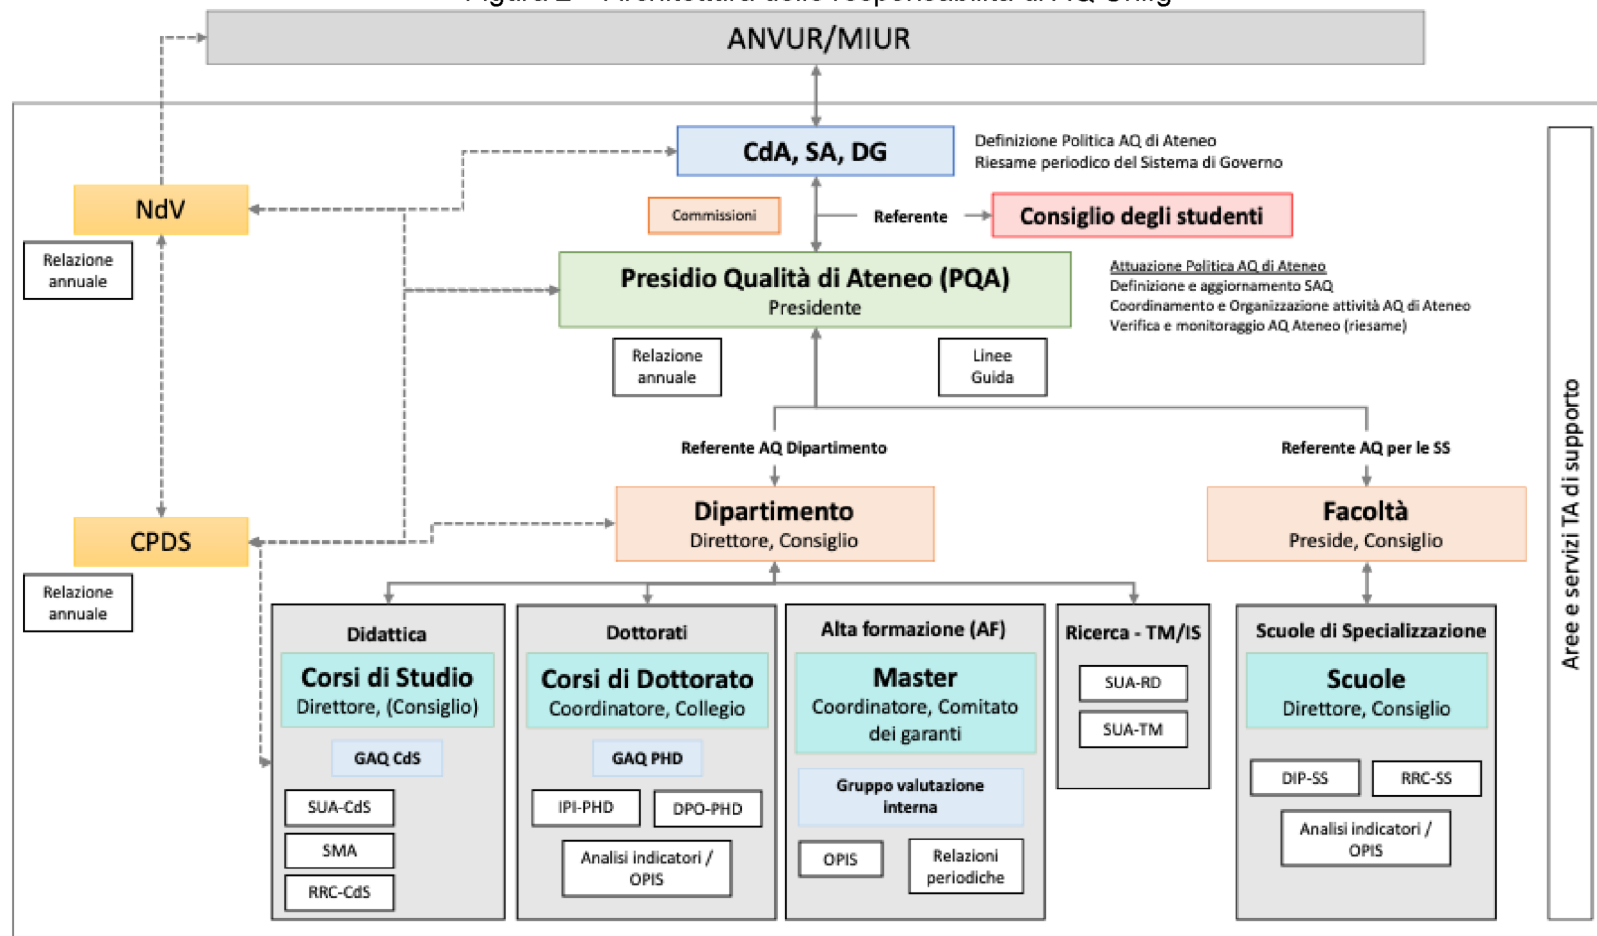 ANVUR/MIUR
CdA, SA, DG
Definizione Politica AQ di Ateneo
Riesame periodico del Sistema di Governo
NdV
Relazione
annuale
Commissioni
Referente
Consiglio degli studenti
Presidio Qualità di Ateneo (PQA)
Presidente
Attuazione Politica AQ di Ateneo
Definizione e aggiornamento SAQ
Coordinamento e Organizzazione attività AQ di Ateneo
Verifica e monitoraggio AQ Ateneo (riesame)
Relazione
annuale
Linee
Guida
Referente AQ Dipartimento
Referente AQ per le SS
CPDS
Relazione
annuale
Dipartimento
Direttore, Consiglio
Facoltà
Preside, Consiglio
Didattica
Corsi di Studio
Direttore, (Consiglio)
GAQ CdS
SUA-CdS
SMA
RRC-CdS
Dottorati
Corsi di Dottorato
Coordinatore, Collegio
GAQ PHD
IPI-PHD
DPO-PHD
Analisi indicatori /
OPIS
Alta formazione (AF)
Master
Coordinatore, Comitato
dei garanti
Gruppo valutazione
interna
OPIS
Relazioni
periodiche
Ricerca - TM/IS
SUA-RD
SUA-TM
Scuole di Specializzazione
Scuole
Direttore, Consiglio
DIP-SS
RRC-SS
Analisi indicatori /
OPIS
Aree e servizi TA di supporto